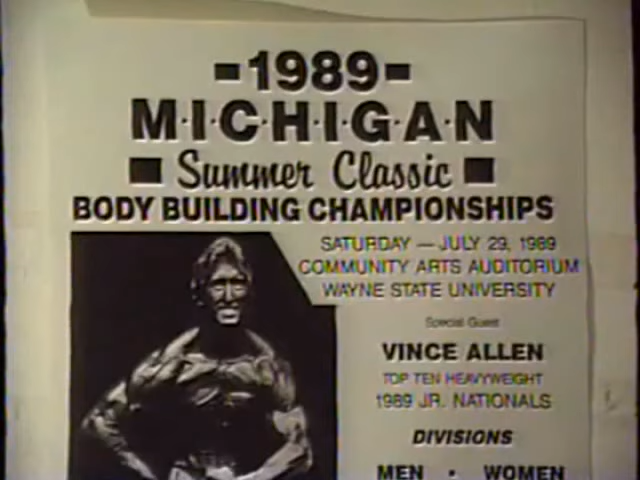 1989
M·I·C·H·I·G·A·N
Summer Classic
BODY BUILDING CHAMPIONSHIPS
SATURDAY — JULY 29, 1989
COMMUNITY ARTS AUDITORIUM
WAYNE STATE UNIVERSITY
Special Guest
VINCE ALLEN
TOP TEN HEAVYWEIGHT
1989 JR. NATIONALS
DIVISIONS
MEN • WOMEN